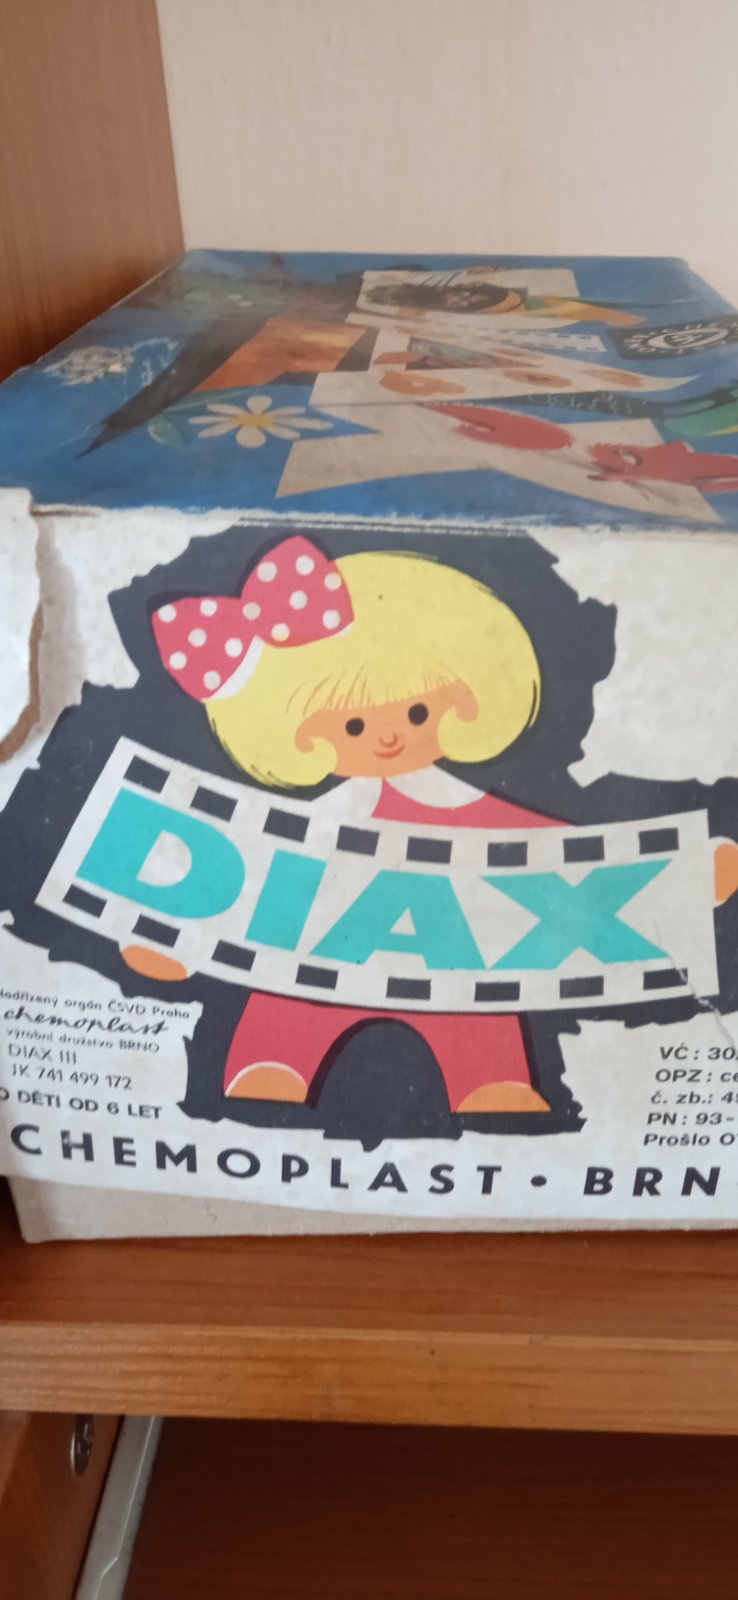 DIAX
Nadřízený orgán ČSVD Praha
chemoplast
výrobní družstvo BRNO
DIAX III
JK 741 499 172
DĚTI OD 6 LET
VČ: 30
OPZ: ce
č. zb.: 4
PN: 93-
Prošlo O
CHEMOPLAST • BRN